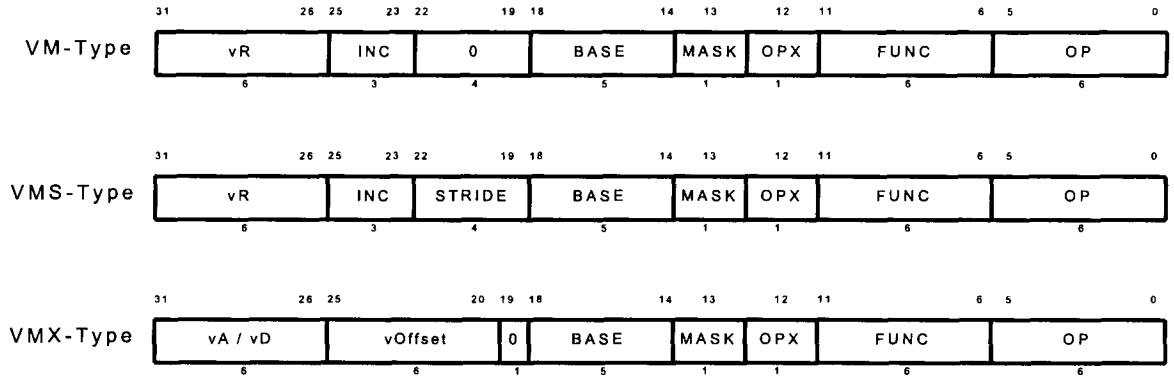 31 26 25 23 22 19 18 14 13 12 11 6 5 0
VM-Type vR INC 0 BASE MASK OPX FUNC OP
6 3 4 5 1 1 6 6
31 26 25 23 22 19 18 14 13 12 11 6 5 0
VMS-Type vR INC STRIDE BASE MASK OPX FUNC OP
6 3 4 5 1 1 6 6
31 26 25 20 19 18 14 13 12 11 6 5 0
VMX-Type vA / vD vOffset 0 BASE MASK OPX FUNC OP
6 6 1 5 1 1 6 6